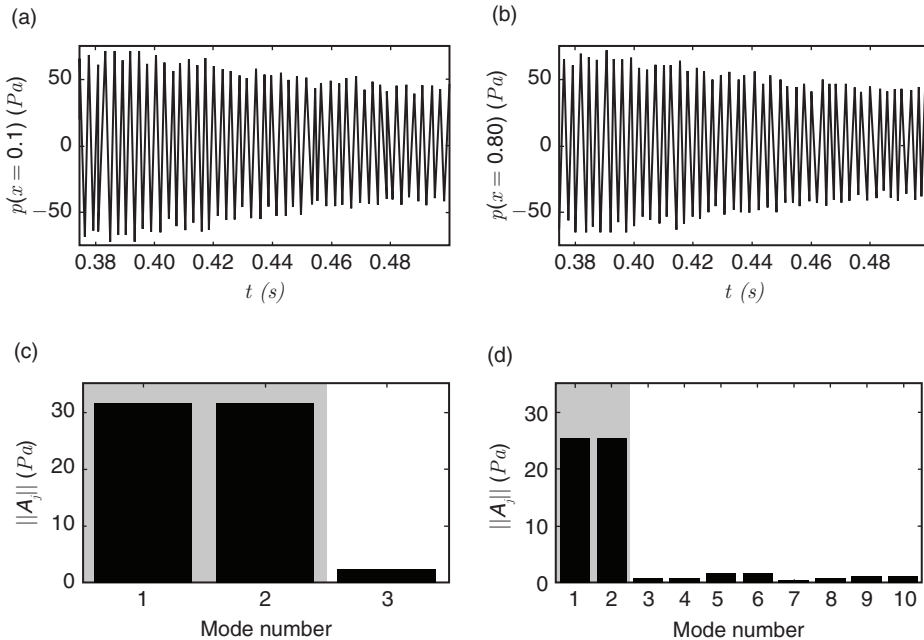 (a)
(b)
50
0
−50
p(x = 0.1) (Pa)
0.38 0.40 0.42 0.44 0.46 0.48
t (s)
50
0
−50
p(x = 0.80) (Pa)
0.38 0.40 0.42 0.44 0.46 0.48
t (s)
(c)
(d)
30
20
10
0
||A_j|| (Pa)
1 2 3
Mode number
30
20
10
0
||A_j|| (Pa)
1 2 3 4 5 6 7 8 9 10
Mode number